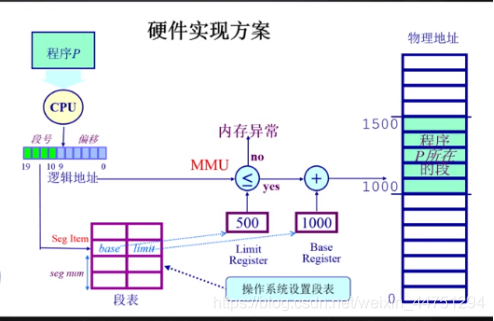 硬件实现方案
物理地址
程序P
CPU
段号 偏移
19 10 9 0
逻辑地址
内存异常
no
MMU
≤
yes
+
1500
程序
P所在
的段
1000
0
500
1000
Limit
Register
Base
Register
Seg Item
base limit
seg num
段表
操作系统设置段表
https://blog.csdn.net/weixin_44751294